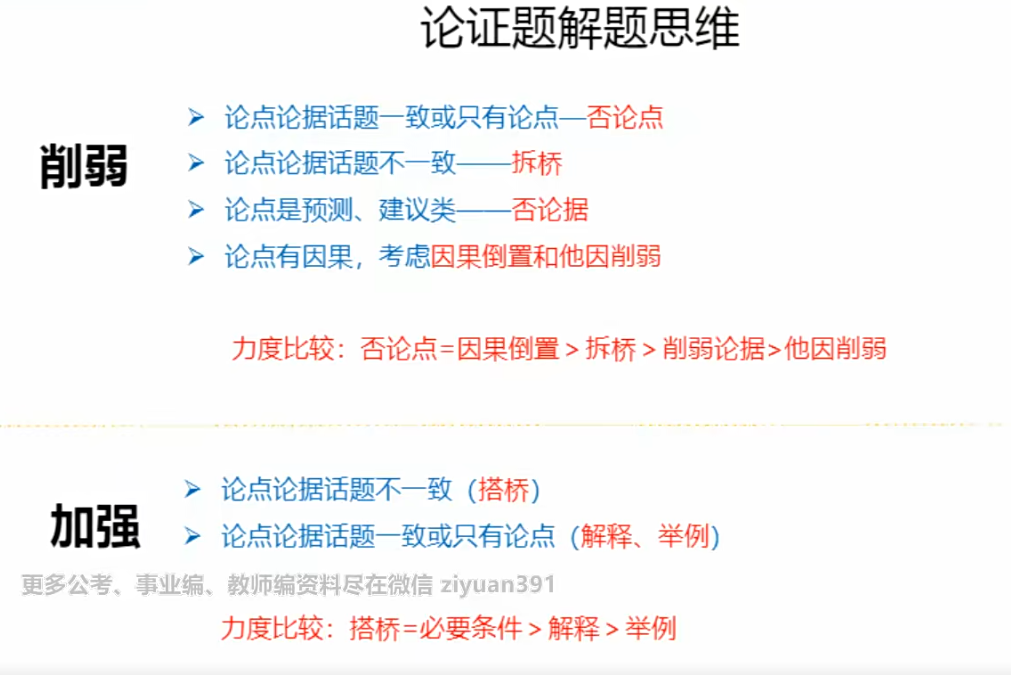 论证题解题思维
削弱
➢ 论点论据话题一致或只有论点—否论点
➢ 论点论据话题不一致——拆桥
➢ 论点是预测、建议类——否论据
➢ 论点有因果，考虑因果倒置和他因削弱
力度比较：否论点=因果倒置＞拆桥＞削弱论据>他因削弱
加强
➢ 论点论据话题不一致（搭桥）
➢ 论点论据话题一致或只有论点（解释、举例）
更多公考、事业编、教师编资料尽在微信 ziyuan391
力度比较：搭桥=必要条件＞解释＞举例